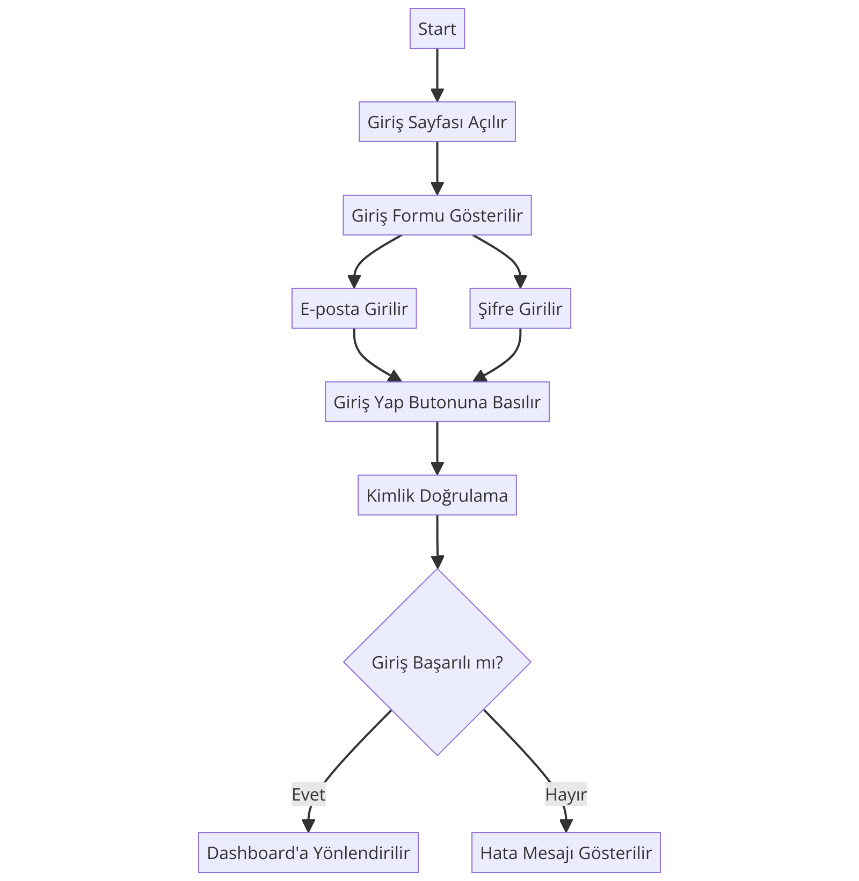 Start
Giriş Sayfası Açılır
Giriş Formu Gösterilir
E-posta Girilir
Şifre Girilir
Giriş Yap Butonuna Basılır
Kimlik Doğrulama
Giriş Başarılı mı?
Evet
Hayır
Dashboard'a Yönlendirilir
Hata Mesajı Gösterilir